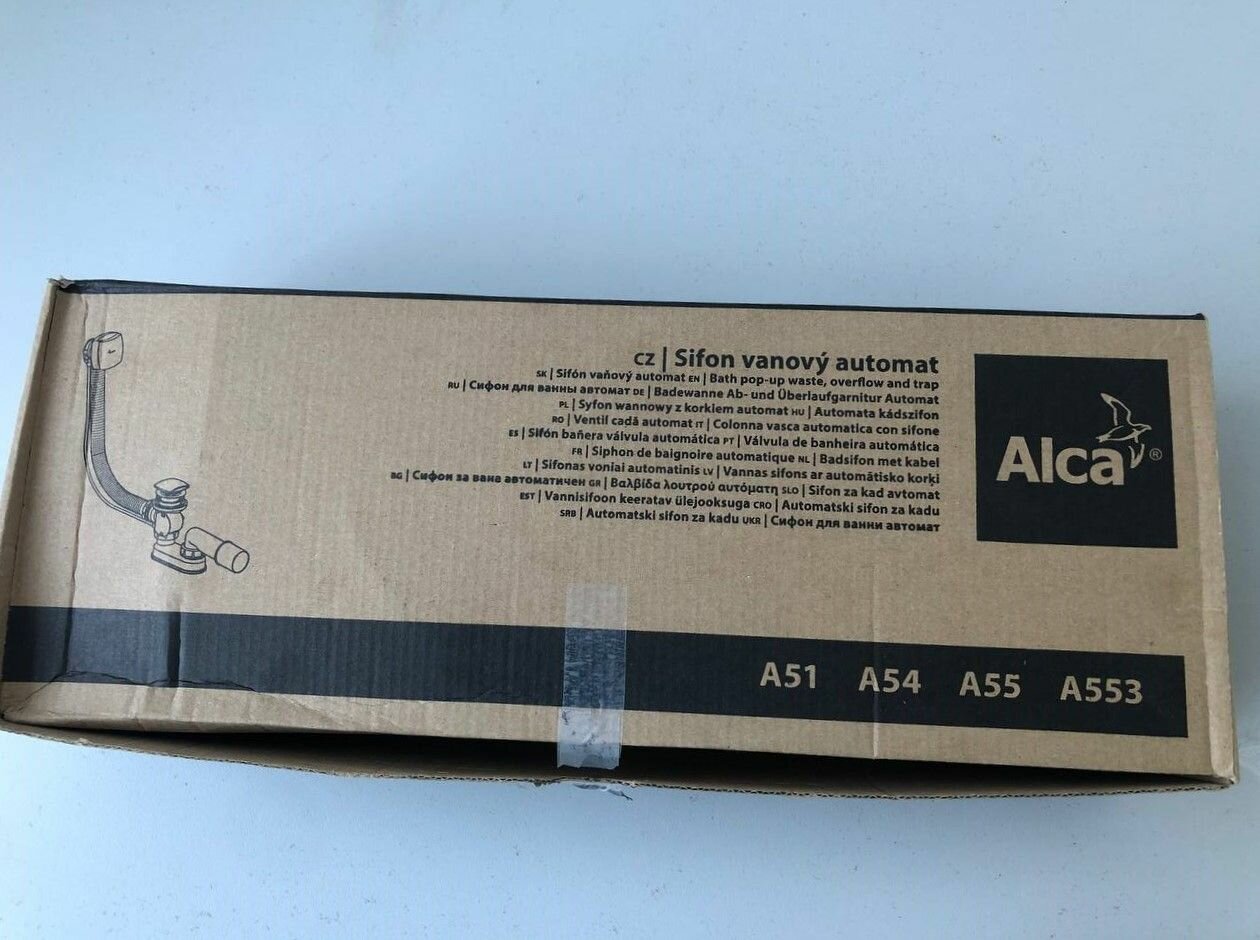 CZ | Sifon vanový automat
SK | Sifón vaňový automat EN | Bath pop-up waste, overflow and trap
RU | Сифон для ванны автомат DE | Badewanne Ab- und Überlaufgarnitur Automat
PL | Syfon wannowy z korkiem automat HU | Automata kádszifon
RO | Ventil cadă automat IT | Colonna vasca automatica con sifone
ES | Sifón bañera válvula automática PT | Válvula de banheira automática
FR | Siphon de baignoire automatique NL | Badsifon met kabel
LT | Sifonas voniai automatinis LV | Vannas sifons ar automātisko korķi
BG | Сифон за вана автоматичен GR | Βαλβίδα λουτρού αυτόματη SLO | Sifon za kad avtomat
EST | Vannisifoon keeratav ülejooksuga CRO | Automatski sifon za kadu
SRB | Automatski sifon za kadu UKR | Сифон для ванни автомат
Alca®
A51 A54 A55 A553